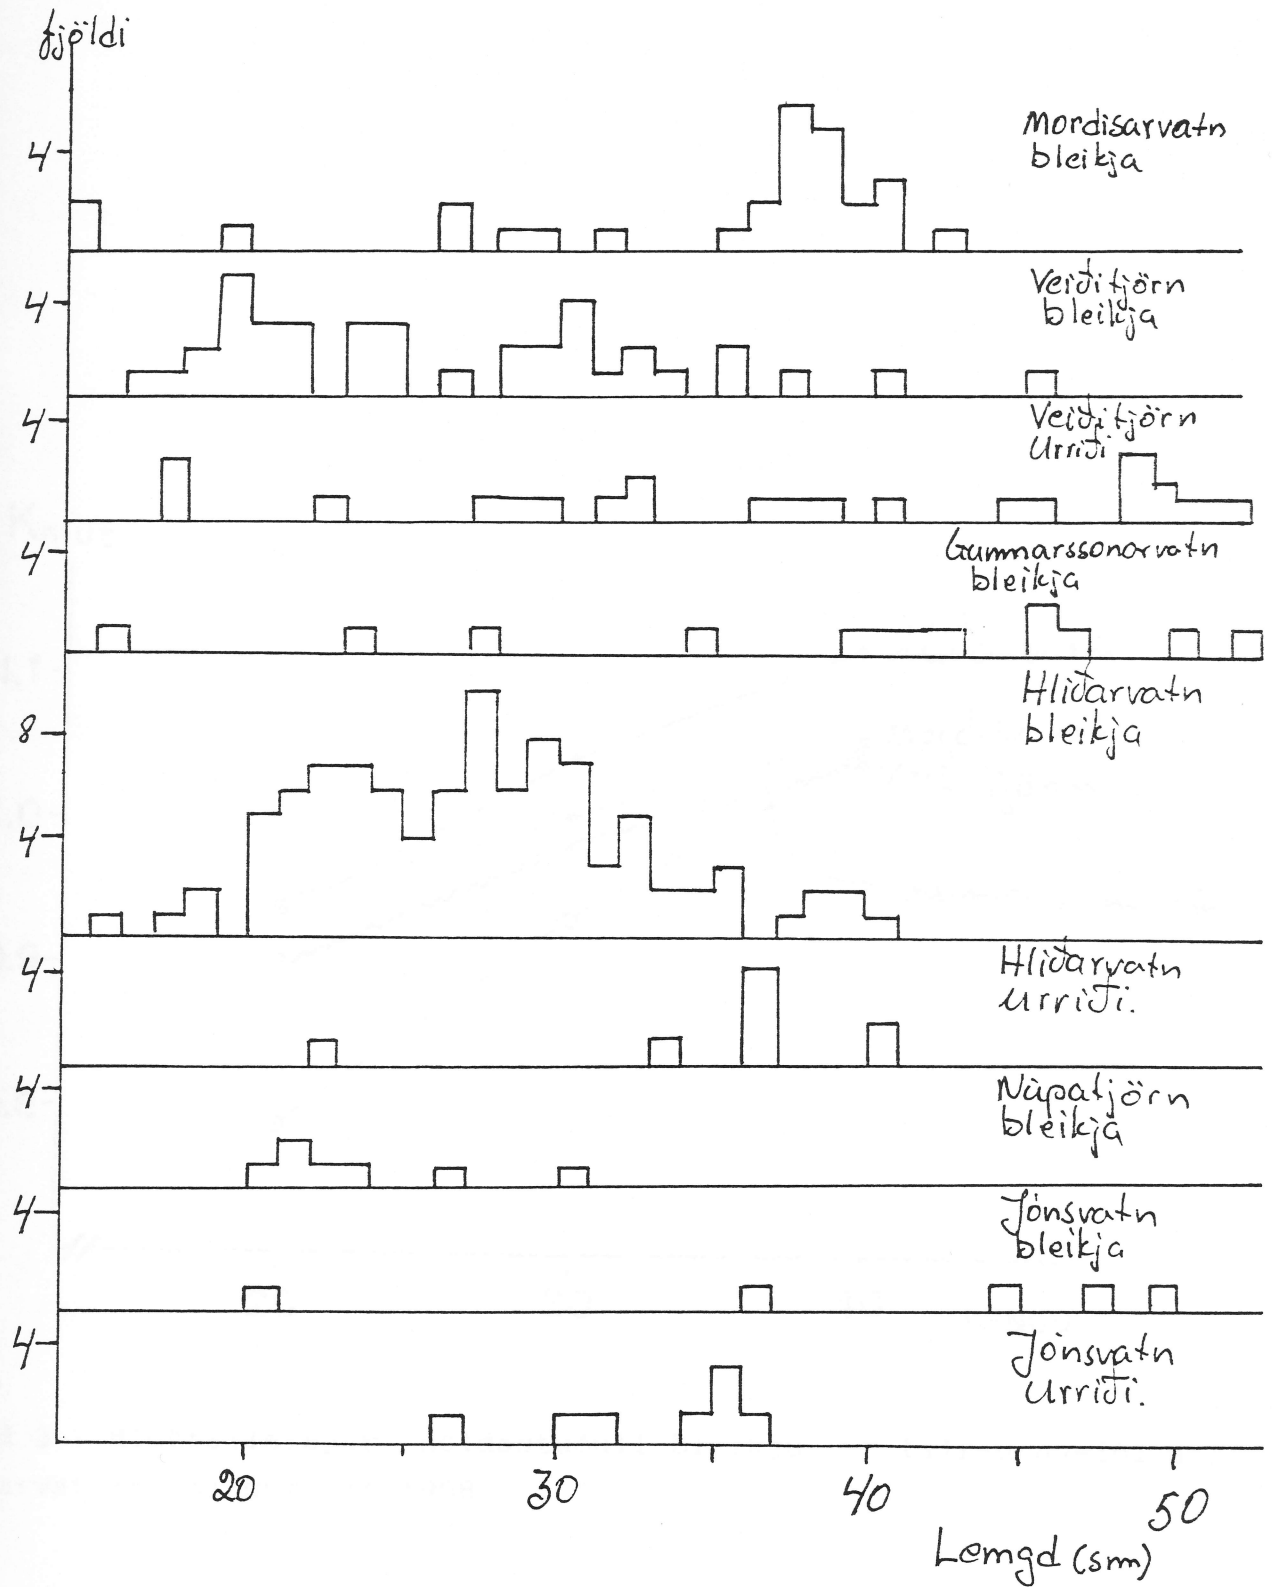 fjöldi
4
Mordisarvatn
bleikja
4
Veiðitjörn
bleikja
4
Veiðitjörn
Urriði
4
Gunnarssonarvatn
bleikja
8
Hlíðarvatn
bleikja
4
4
Hlíðarvatn
Urriði.
4
Núpatjörn
bleikja
4
Jónsvatn
bleikja
4
Jónsvatn
Urriði.
20 30 40 50
Lemgd (sm)